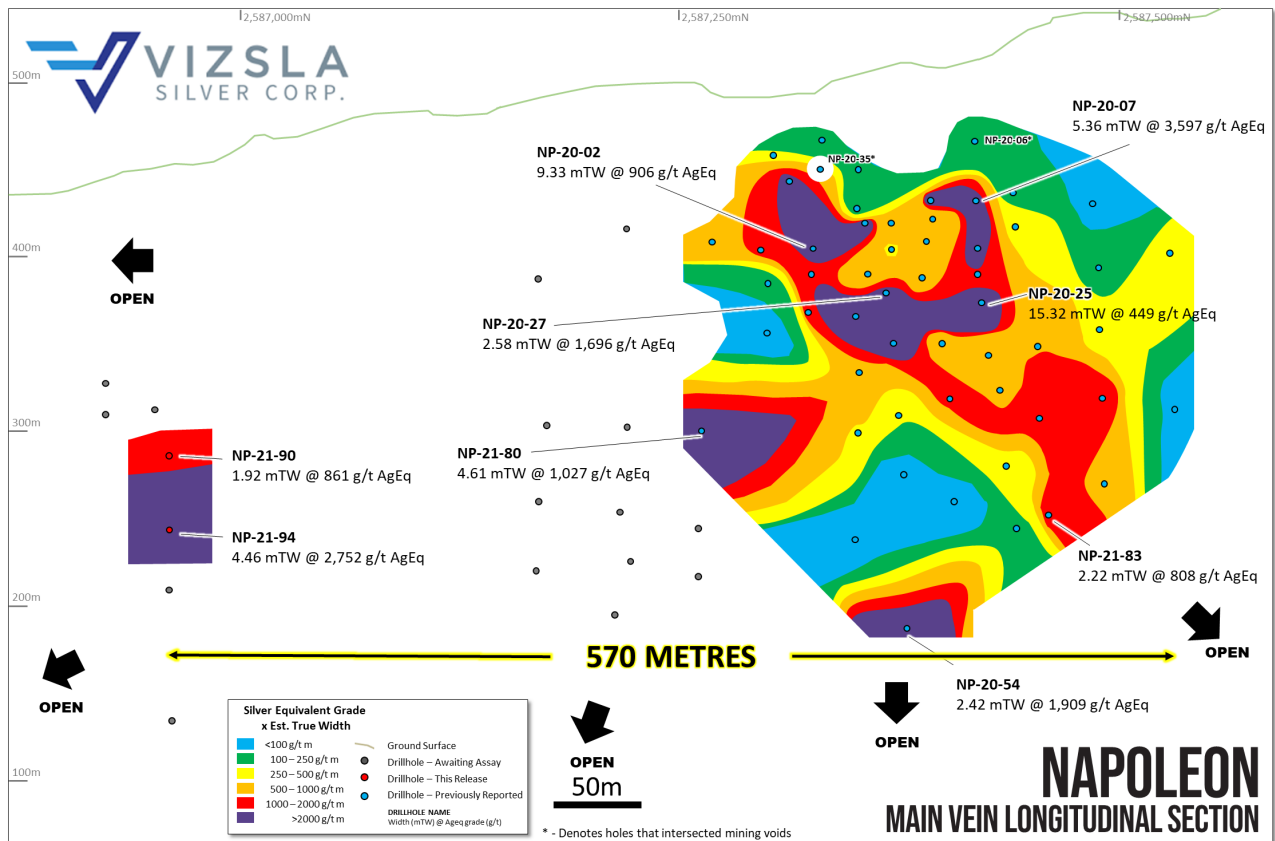 2,587,000mN
2,587,250mN
2,587,500mN
VIZSLA
SILVER CORP.
500m
400m
300m
200m
100m
NP-20-07
5.36 mTW @ 3,597 g/t AgEq
NP-20-06*
NP-20-35*
NP-20-02
9.33 mTW @ 906 g/t AgEq
OPEN
NP-20-25
15.32 mTW @ 449 g/t AgEq
NP-20-27
2.58 mTW @ 1,696 g/t AgEq
NP-21-80
4.61 mTW @ 1,027 g/t AgEq
NP-21-90
1.92 mTW @ 861 g/t AgEq
NP-21-94
4.46 mTW @ 2,752 g/t AgEq
NP-21-83
2.22 mTW @ 808 g/t AgEq
OPEN
570 METRES
OPEN
NP-20-54
2.42 mTW @ 1,909 g/t AgEq
OPEN
OPEN
50m
Silver Equivalent Grade
x Est. True Width
<100 g/t m
100 – 250 g/t m
250 – 500 g/t m
500 – 1000 g/t m
1000 – 2000 g/t m
>2000 g/t m
Ground Surface
Drillhole – Awaiting Assay
Drillhole – This Release
Drillhole – Previously Reported
DRILLHOLE NAME
Width (mTW) @ Ageq grade (g/t)
* - Denotes holes that intersected mining voids
NAPOLEON
MAIN VEIN LONGITUDINAL SECTION